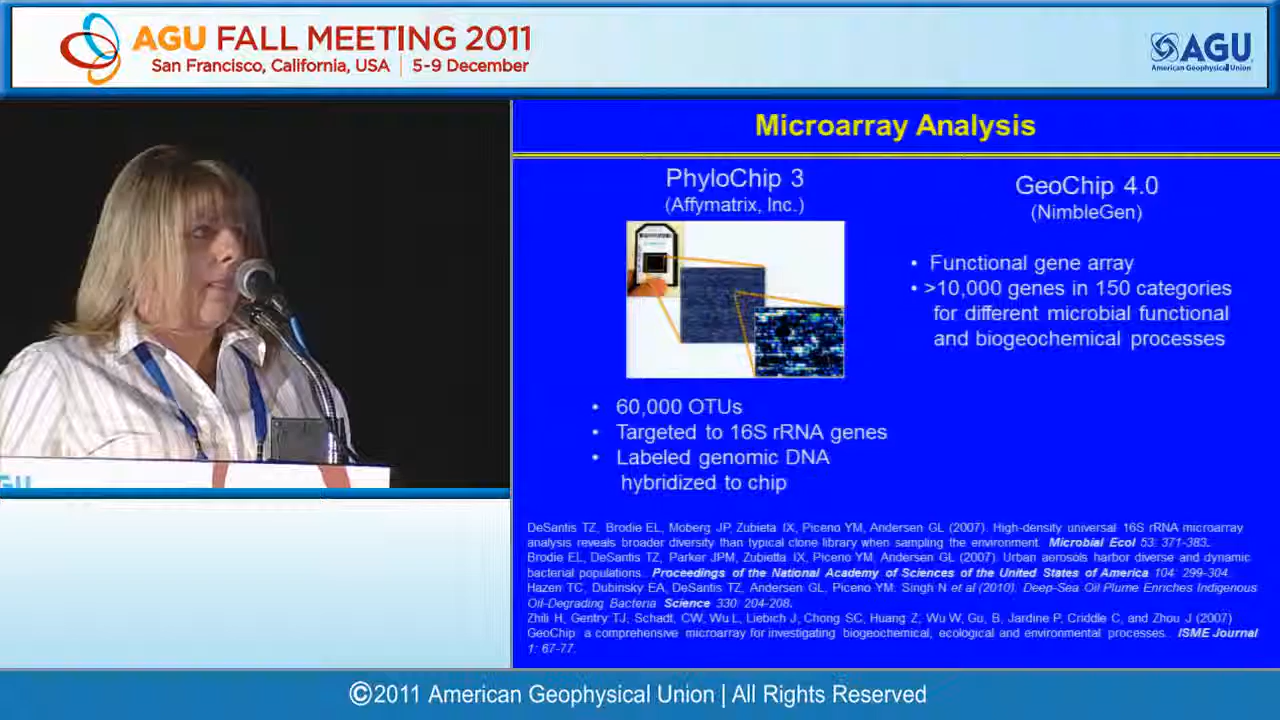 AGU FALL MEETING 2011
San Francisco, California, USA | 5-9 December
AGU
American Geophysical Union
Microarray Analysis
PhyloChip 3
(Affymatrix, Inc.)
GeoChip 4.0
(NimbleGen)
• Functional gene array
• >10,000 genes in 150 categories
for different microbial functional
and biogeochemical processes
• 60,000 OTUs
• Targeted to 16S rRNA genes
• Labeled genomic DNA
hybridized to chip
DeSantis TZ, Brodie EL, Moberg JP, Zubieta IX, Piceno YM, Andersen GL (2007). High-density universal 16S rRNA microarray
analysis reveals broader diversity than typical clone library when sampling the environment. Microbial Ecol 53: 371-383.
Brodie EL, DeSantis TZ, Parker JPM, Zubietta IX, Piceno YM, Andersen GL (2007). Urban aerosols harbor diverse and dynamic
bacterial populations. Proceedings of the National Academy of Sciences of the United States of America 104: 299-304.
Hazen TC, Dubinsky EA, DeSantis TZ, Andersen GL, Piceno YM. Singh N et al (2010). Deep-Sea Oil Plume Enriches Indigenous
Oil-Degrading Bacteria Science 330: 204-208.
Zhili H, Gentry TJ, Schadt, CW, Wu L, Liebich J, Chong SC, Huang Z, Wu W, Gu, B, Jardine P, Criddle C, and Zhou J (2007)
GeoChip: a comprehensive microarray for investigating biogeochemical, ecological and environmental processes. ISME Journal
1: 67-77.
GU
©2011 American Geophysical Union | All Rights Reserved